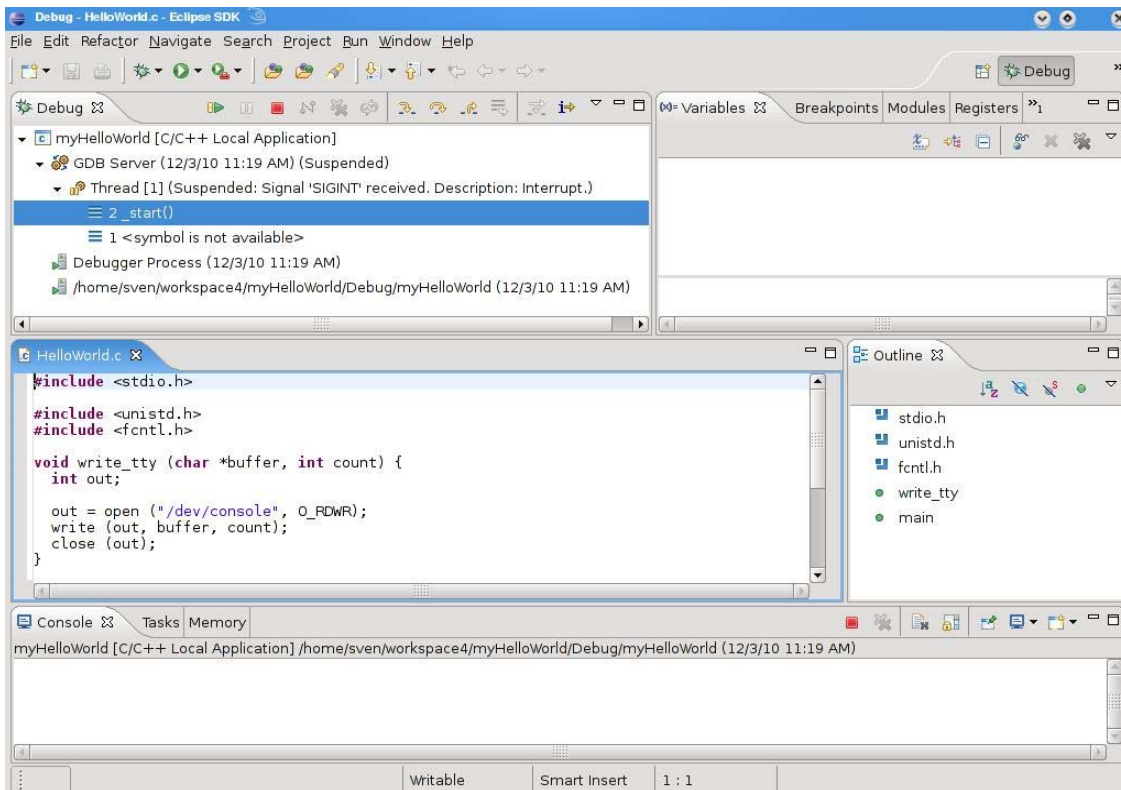 Debug - HelloWorld.c - Eclipse SDK
File Edit Refactor Navigate Search Project Run Window Help
Debug
Debug
(x)= Variables Breakpoints Modules Registers »1
myHelloWorld [C/C++ Local Application]
GDB Server (12/3/10 11:19 AM) (Suspended)
Thread [1] (Suspended: Signal 'SIGINT' received. Description: Interrupt.)
2 _start()
1 <symbol is not available>
Debugger Process (12/3/10 11:19 AM)
/home/sven/workspace4/myHelloWorld/Debug/myHelloWorld (12/3/10 11:19 AM)
HelloWorld.c
Outline
#include <stdio.h>
#include <unistd.h>
#include <fcntl.h>
void write_tty (char *buffer, int count) {
int out;
out = open ("/dev/console", O_RDWR);
write (out, buffer, count);
close (out);
}
stdio.h
unistd.h
fcntl.h
write_tty
main
Console Tasks Memory
myHelloWorld [C/C++ Local Application] /home/sven/workspace4/myHelloWorld/Debug/myHelloWorld (12/3/10 11:19 AM)
Writable Smart Insert 1 : 1